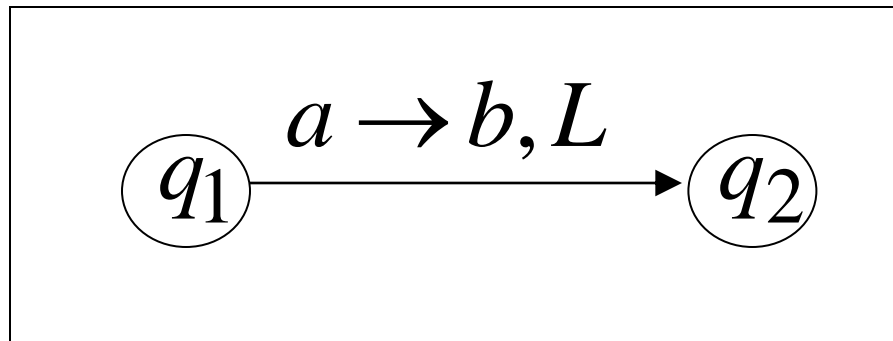 a → b, L
q₁ q₂